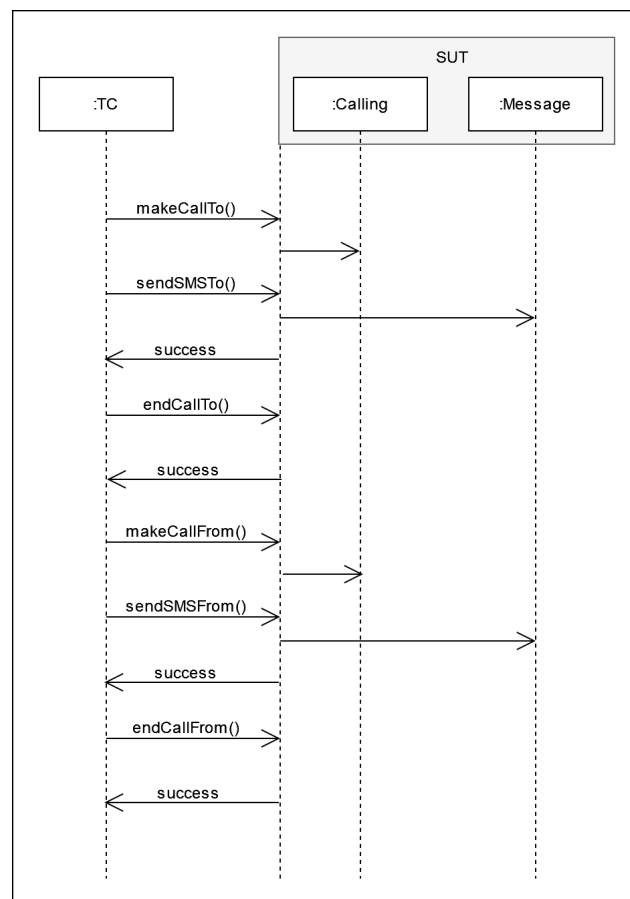 SUT
:TC
:Calling
:Message
makeCallTo()
sendSMSTo()
success
endCallTo()
success
makeCallFrom()
sendSMSFrom()
success
endCallFrom()
success